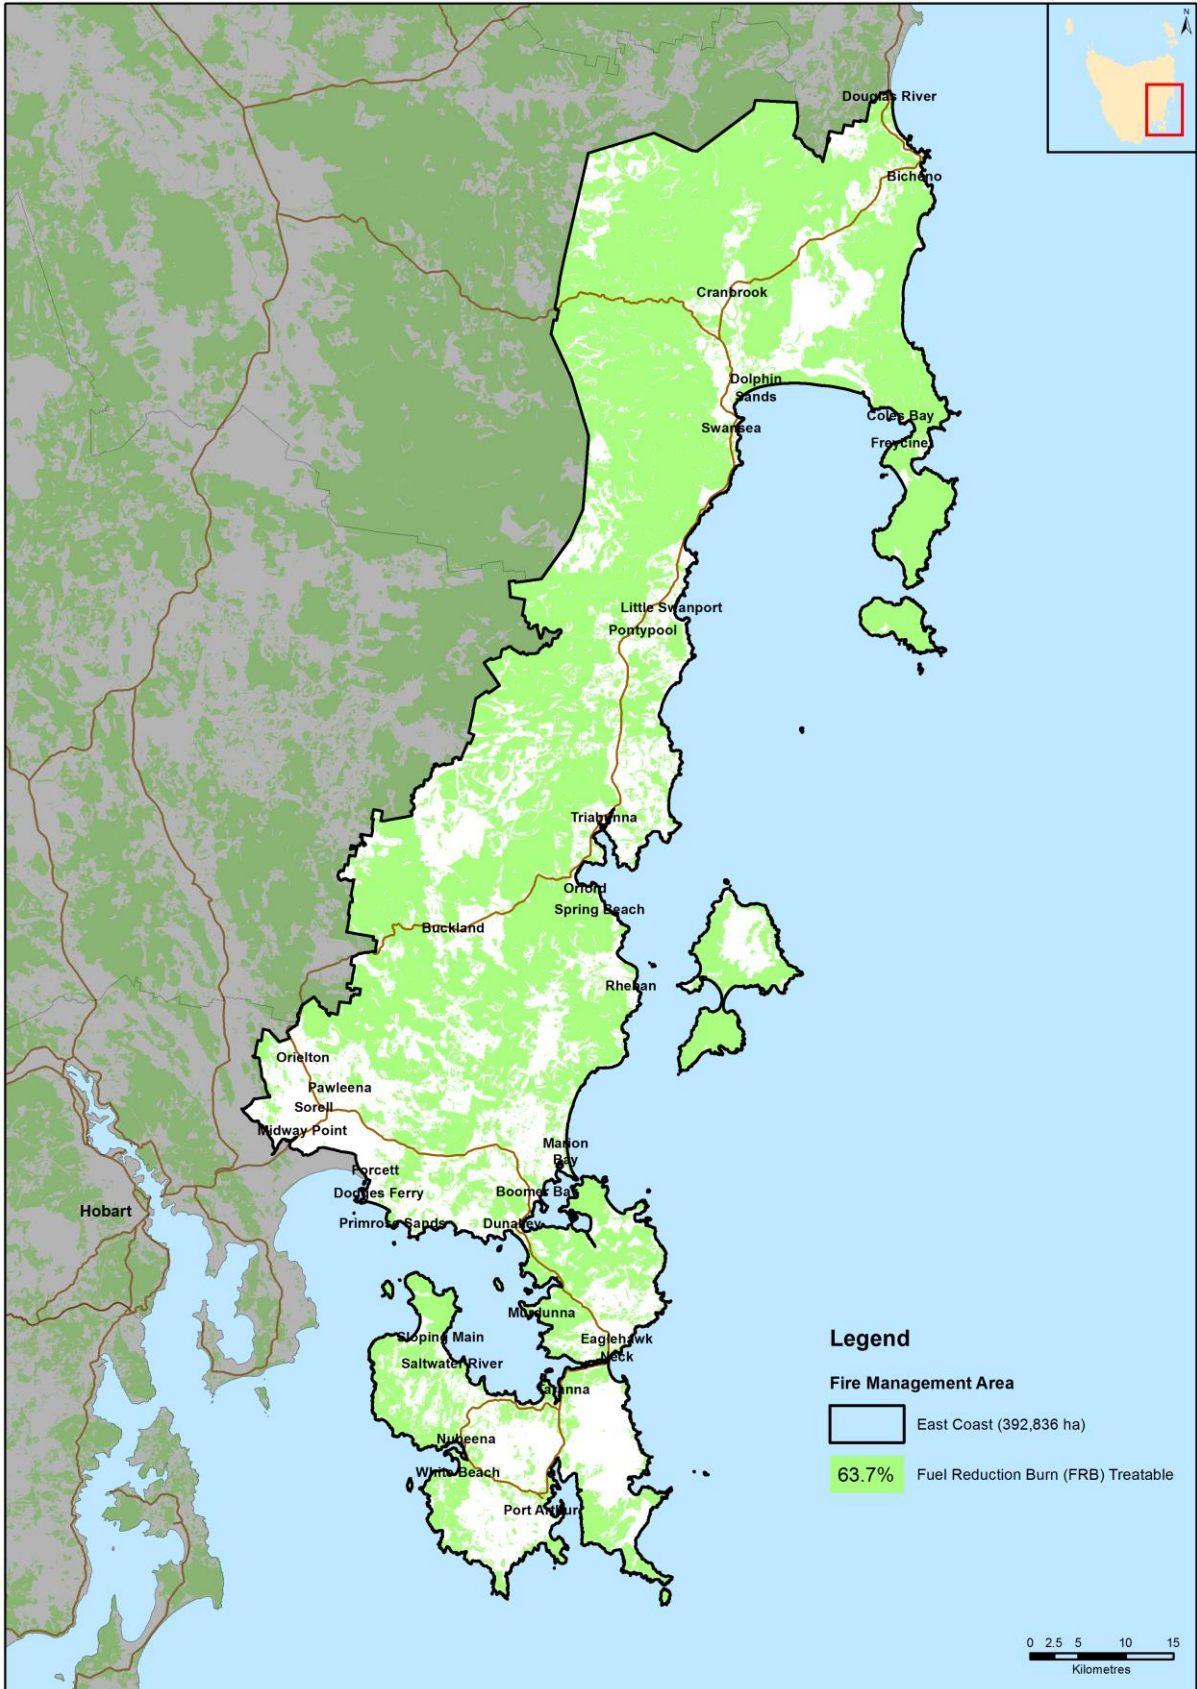 N
Douglas River
Bicheno
Cranbrook
Dolphin
Sands
Swansea
Coles Bay
Freycinet
Little Swanport
Pontypool
Triabunna
Orford
Spring Beach
Buckland
Rheban
Orielton
Pawleena
Sorell
Midway Point
Marion
Bay
Forcett
Dodges Ferry
Boomer Bay
Hobart
Primrose Sands
Dunalley
Murdunna
Sloping Main
Eaglehawk
Neck
Saltwater River
Taranna
Nubeena
White Beach
Port Arthur
Legend
Fire Management Area
East Coast (392,836 ha)
63.7% Fuel Reduction Burn (FRB) Treatable
0 2.5 5 10 15
Kilometres